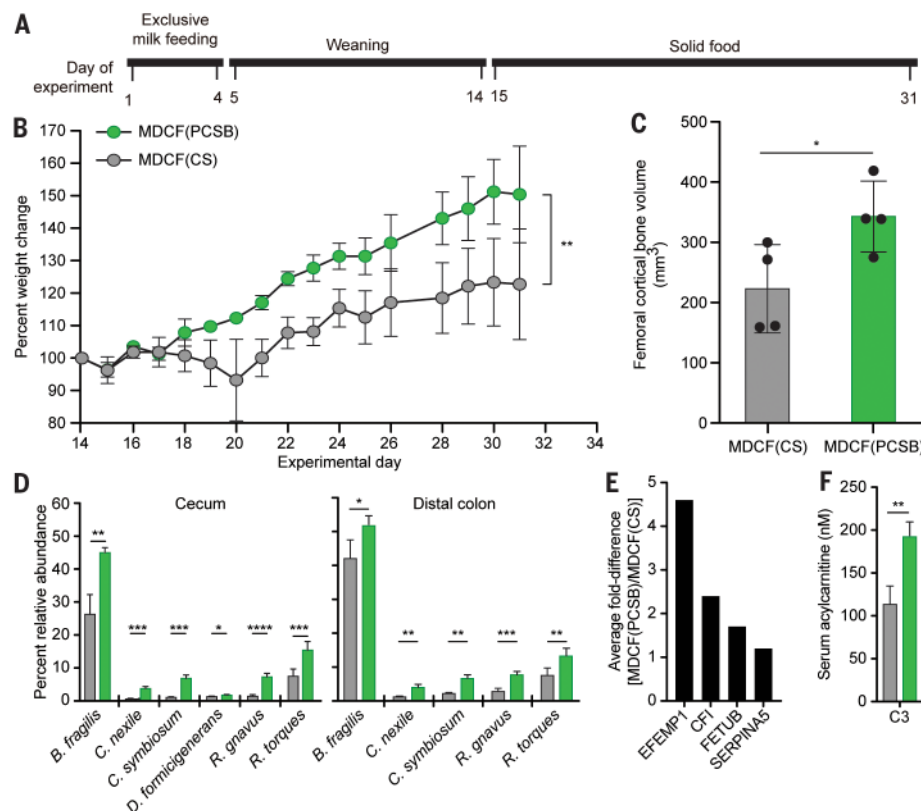 A
Exclusive
milk feeding
Weaning
Solid food
Day of
experiment
1
4
5
14
15
31
B
MDCF(PCSB)
MDCF(CS)
Percent weight change
170
160
150
140
130
120
110
100
90
80
**
14 16 18 20 22 24 26 28 30 32 34
Experimental day
C
Femoral cortical bone volume
(mm³)
500
400
300
200
100
0
*
MDCF(CS)
MDCF(PCSB)
D
Cecum
Distal colon
Percent relative abundance
60
50
40
30
20
10
0
** *** *** * **** ***
* ** ** *** **
B. fragilis
C. nexile
C. symbiosum
D. formicigenerans
R. gnavus
R. torques
B. fragilis
C. nexile
C. symbiosum
R. gnavus
R. torques
E
Average fold-difference
[MDCF(PCSB)/MDCF(CS)]
5
4
3
2
1
0
EFEMP1
CFI
FETUB
SERPINA5
F
Serum acylcarnitine (nM)
250
200
150
100
50
0
**
C3